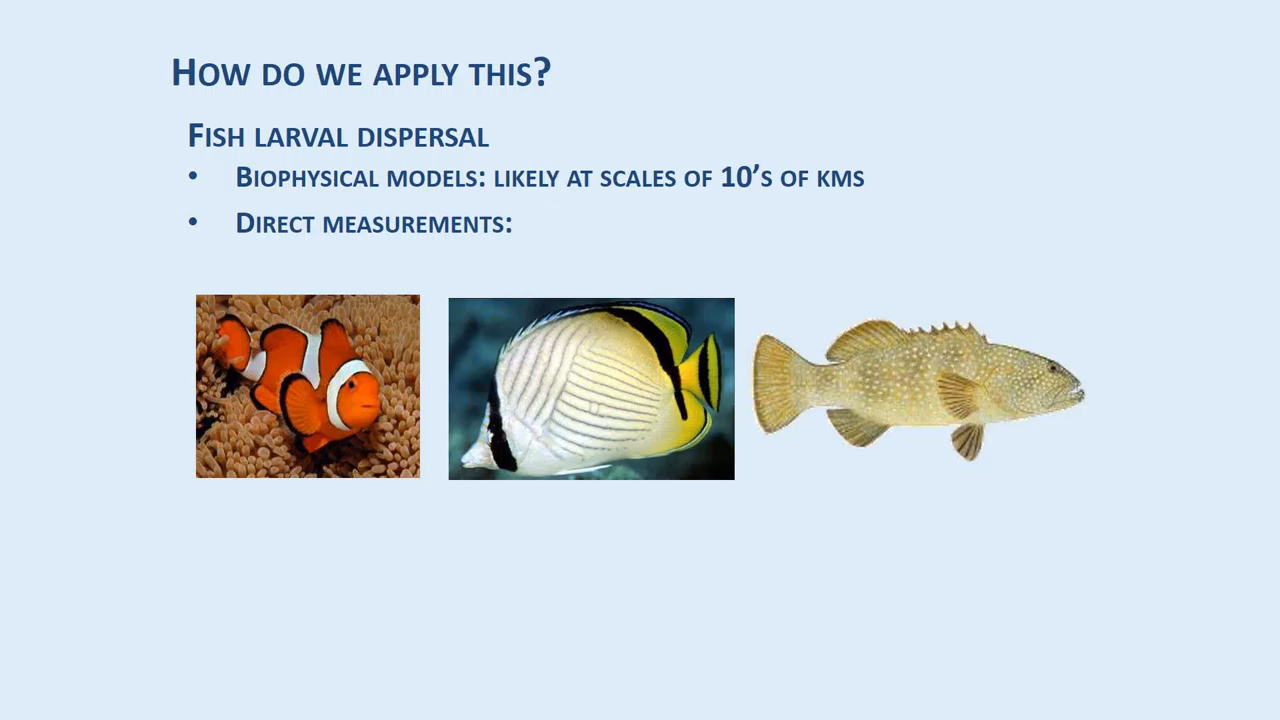 How do we apply this?
Fish larval dispersal
• Biophysical models: likely at scales of 10's of kms
• Direct measurements: